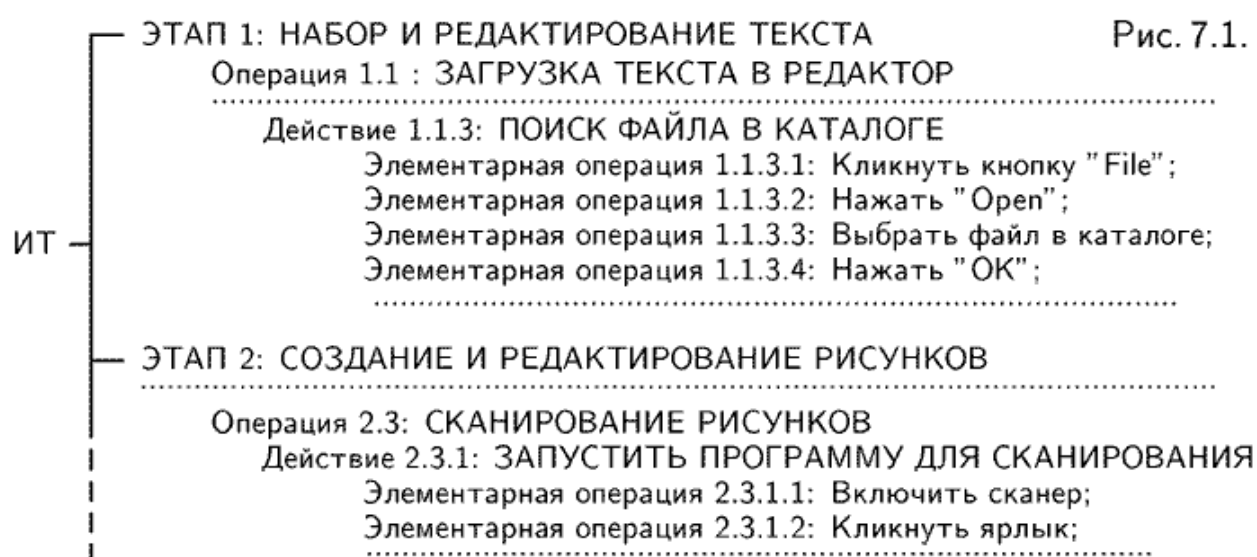 ЭТАП 1: НАБОР И РЕДАКТИРОВАНИЕ ТЕКСТА Рис. 7.1.
Операция 1.1 : ЗАГРУЗКА ТЕКСТА В РЕДАКТОР
Действие 1.1.3: ПОИСК ФАЙЛА В КАТАЛОГЕ
Элементарная операция 1.1.3.1: Кликнуть кнопку "File";
Элементарная операция 1.1.3.2: Нажать "Open";
ИТ
Элементарная операция 1.1.3.3: Выбрать файл в каталоге;
Элементарная операция 1.1.3.4: Нажать "OK";
ЭТАП 2: СОЗДАНИЕ И РЕДАКТИРОВАНИЕ РИСУНКОВ
Операция 2.3: СКАНИРОВАНИЕ РИСУНКОВ
Действие 2.3.1: ЗАПУСТИТЬ ПРОГРАММУ ДЛЯ СКАНИРОВАНИЯ
Элементарная операция 2.3.1.1: Включить сканер;
Элементарная операция 2.3.1.2: Кликнуть ярлык;